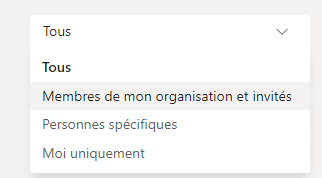 Tous
Tous
Membres de mon organisation et invités
Personnes spécifiques
Moi uniquement